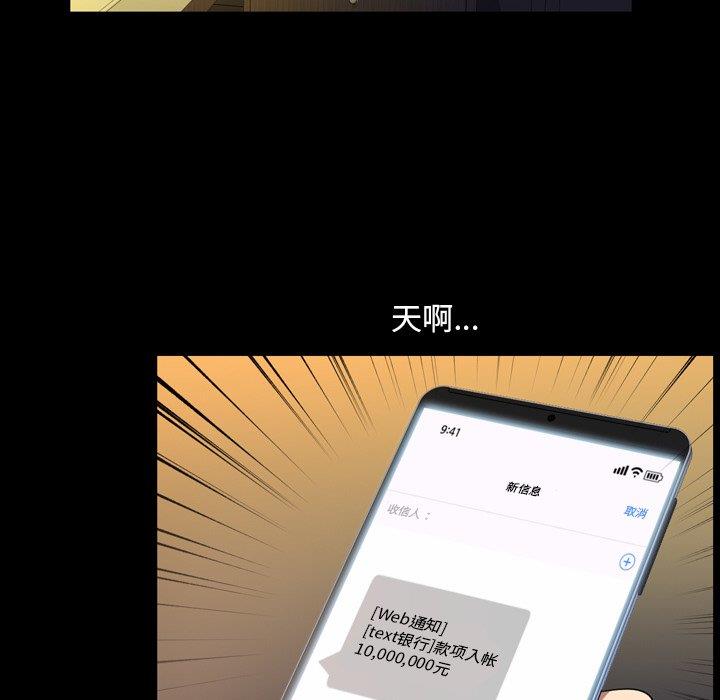 天啊...
9:41
新信息
取消
收信人：
[Web通知]
[text银行]款项入帐
10,000,000元